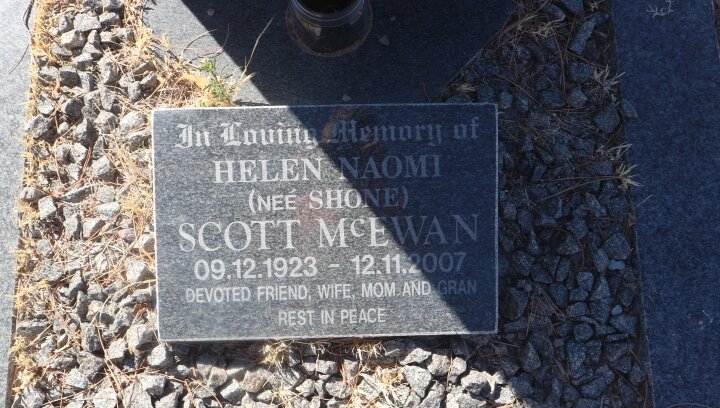 In Loving Memory of
HELEN NAOMI
(NEÉ SHONE)
SCOTT McEWAN
09.12.1923 - 12.11.2007
DEVOTED FRIEND, WIFE, MOM AND GRAN
REST IN PEACE